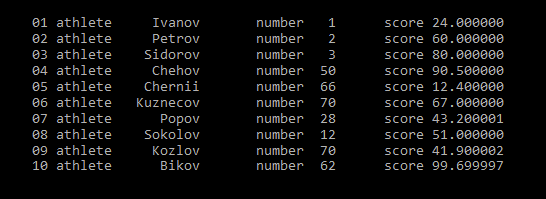 01 athlete Ivanov number 1 score 24.000000
02 athlete Petrov number 2 score 60.000000
03 athlete Sidorov number 3 score 80.000000
04 athlete Chehov number 50 score 90.500000
05 athlete Chernii number 66 score 12.400000
06 athlete Kuznecov number 70 score 67.000000
07 athlete Popov number 28 score 43.200001
08 athlete Sokolov number 12 score 51.000000
09 athlete Kozlov number 70 score 41.900002
10 athlete Bikov number 62 score 99.699997